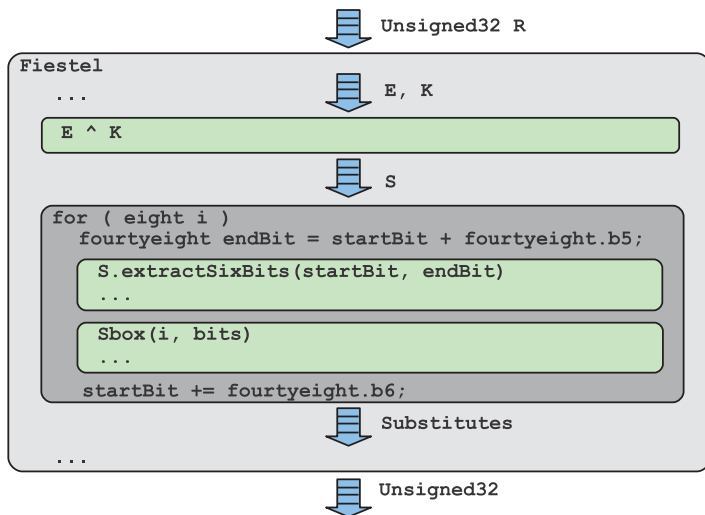 Unsigned32 R
Fiestel
...
E, K
E ^ K
S
for ( eight i )
fourtyeight endBit = startBit + fourtyeight.b5;
S.extractSixBits(startBit, endBit)
...
Sbox(i, bits)
...
startBit += fourtyeight.b6;
Substitutes
...
Unsigned32